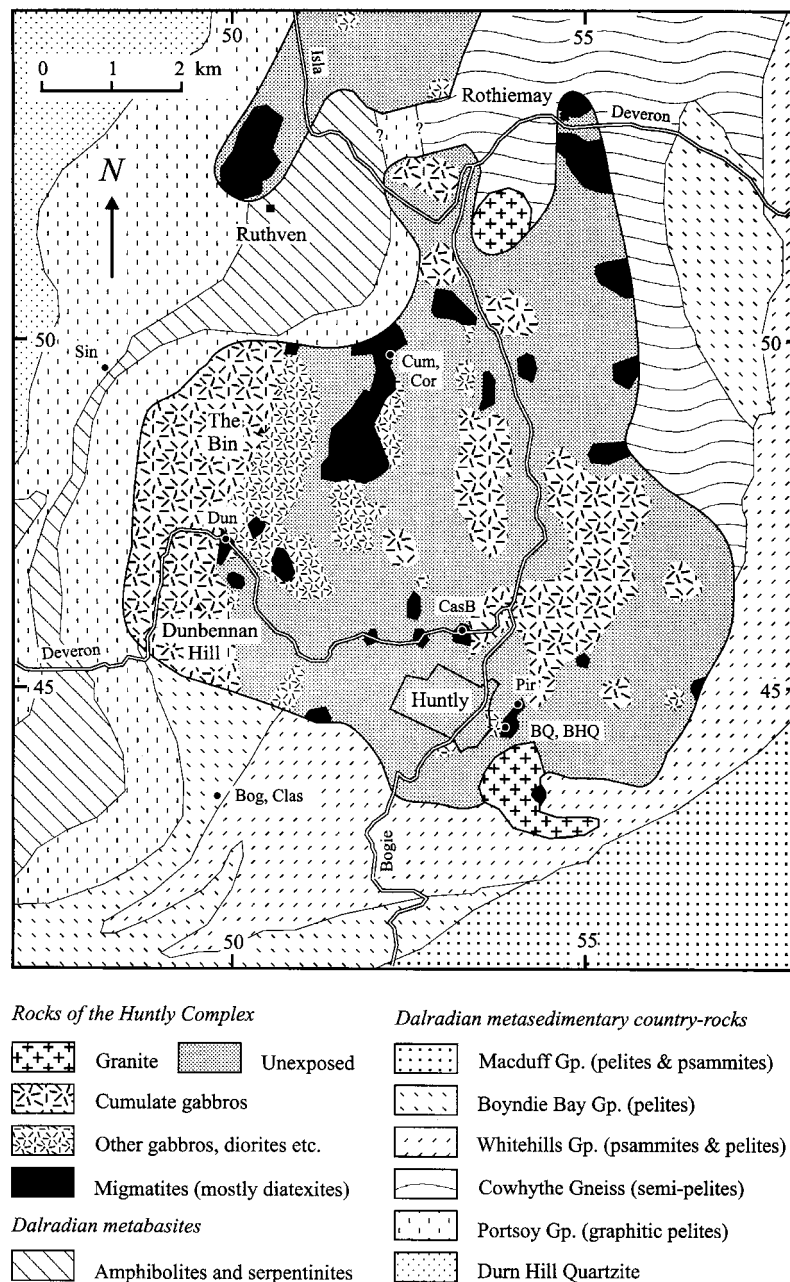 50
55
0 1 2 km
Isla
Rothiemay
Deveron
? ?
N
Ruthven
50
50
Sin
Cum,
Cor
The
Bin
Dun
CasB
Dunbennan
Hill
Deveron
45
45
Huntly
Pir
BQ, BHQ
Bog, Clas
Bogie
50
55
Rocks of the Huntly Complex
Granite
Unexposed
Cumulate gabbros
Other gabbros, diorites etc.
Migmatites (mostly diatexites)
Dalradian metabasites
Amphibolites and serpentinites
Dalradian metasedimentary country-rocks
Macduff Gp. (pelites & psammites)
Boyndie Bay Gp. (pelites)
Whitehills Gp. (psammites & pelites)
Cowhythe Gneiss (semi-pelites)
Portsoy Gp. (graphitic pelites)
Durn Hill Quartzite